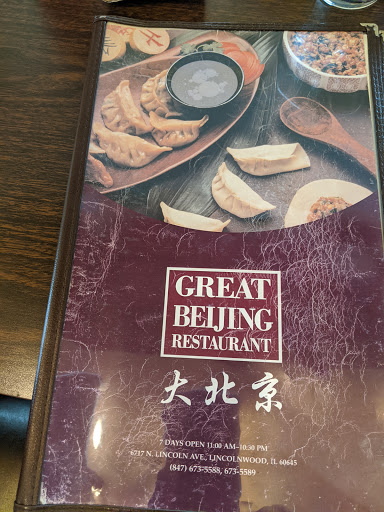 GREAT
BEIJING
RESTAURANT
大北京
7 DAYS OPEN 11:00 AM-10:30 PM
6717 N. LINCOLN AVE., LINCOLNWOOD, IL 60645
(847) 673-5588, 673-5589